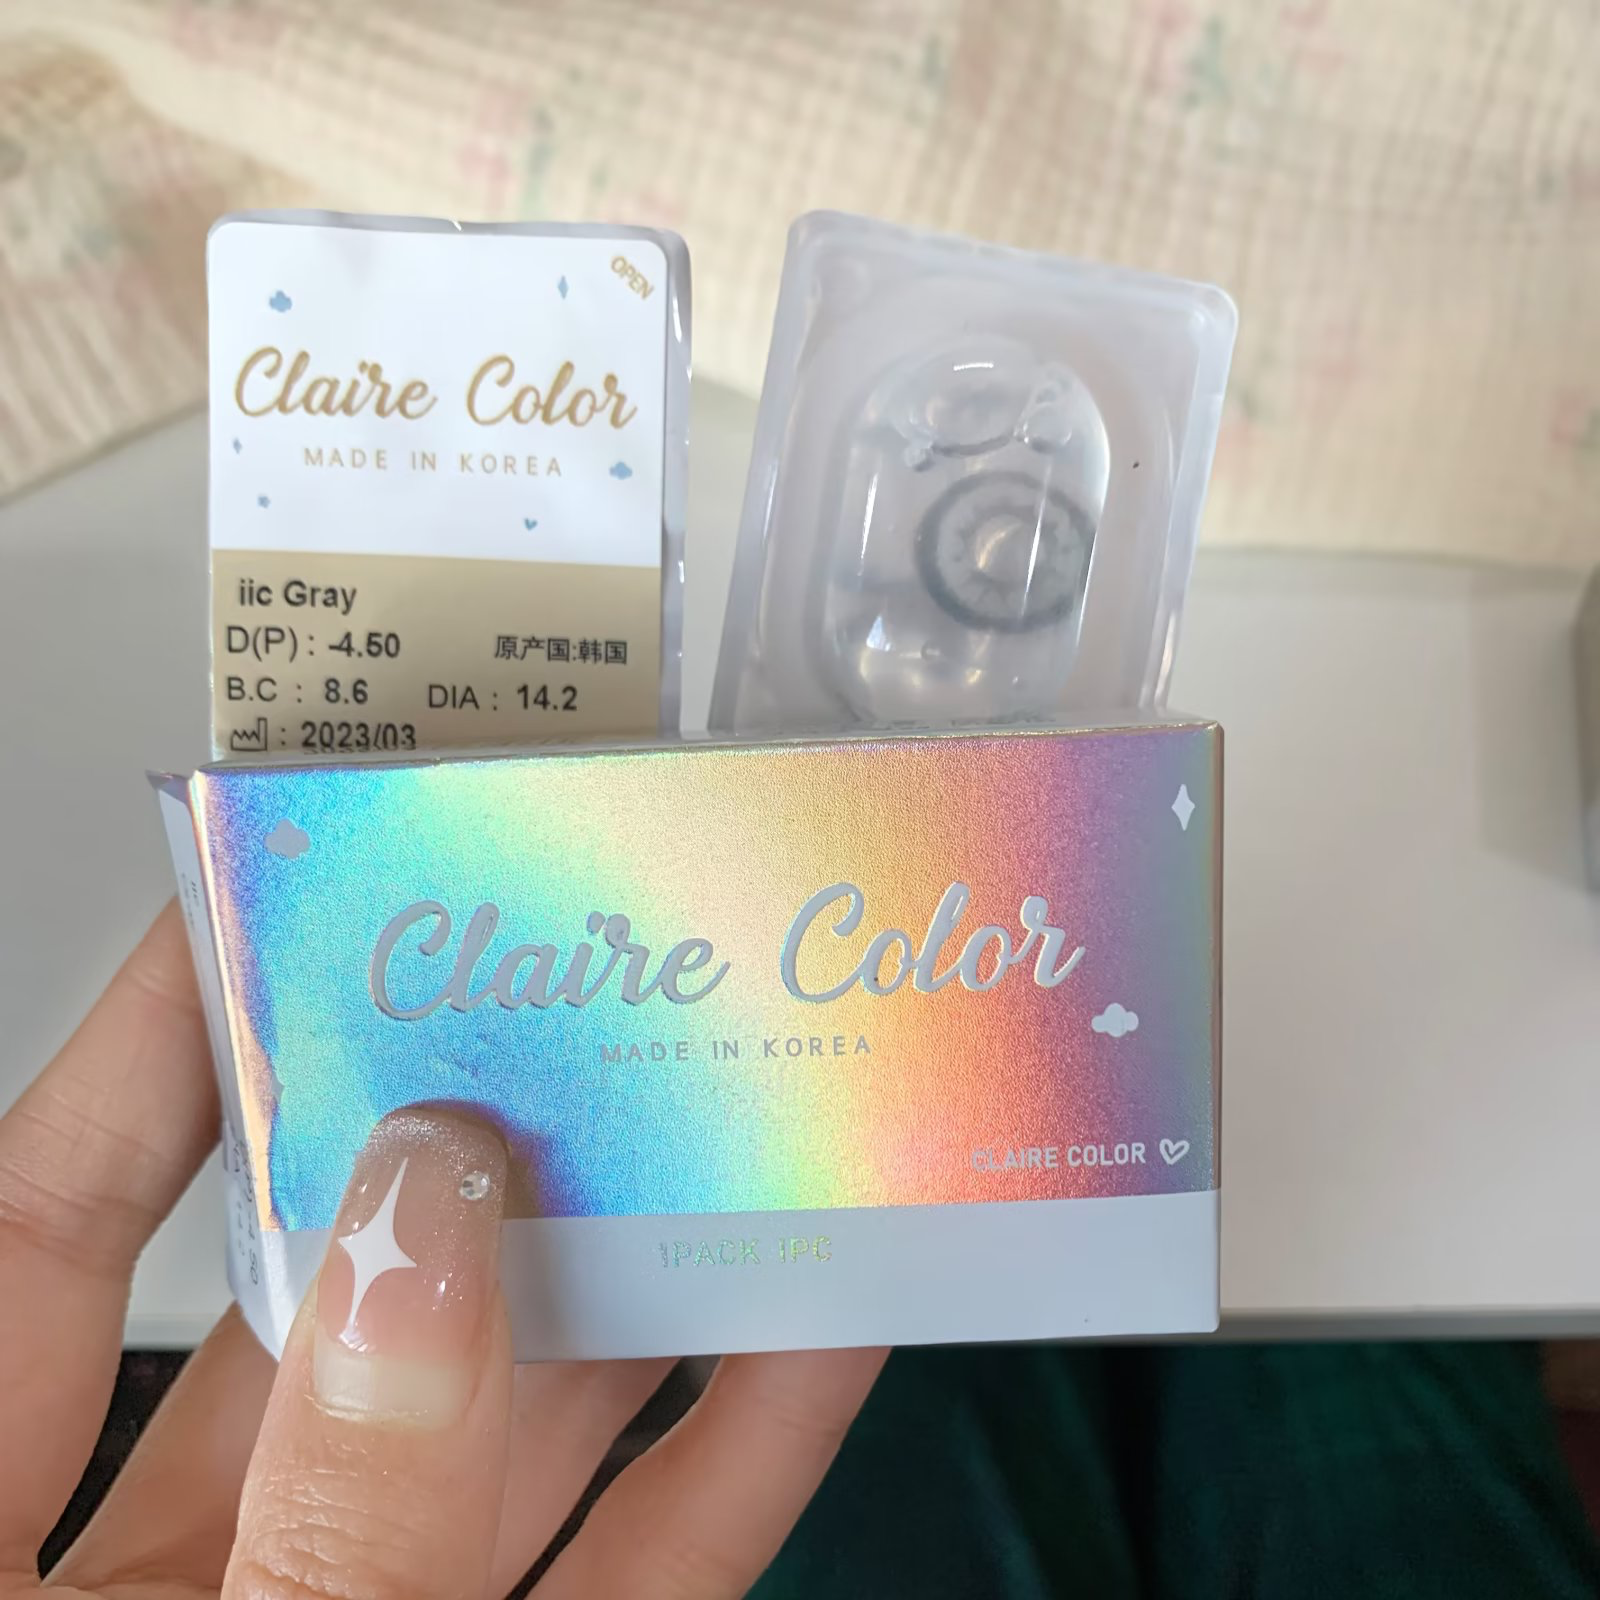 OPEN
Claire Color
MADE IN KOREA
iic Gray
D(P) : -4.50 原产国:韩国
B.C : 8.6 DIA : 14.2
: 2023/03
Claire Color
MADE IN KOREA
CLAIRE COLOR
1PACK 1PC